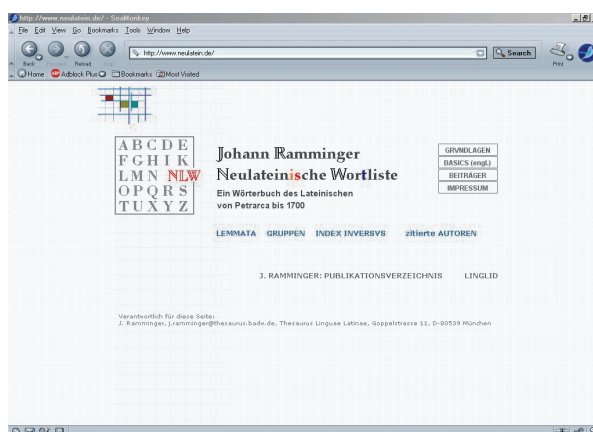 http://www.neulatein.de/ - SeaMonkey
File Edit View Go Bookmarks Tools Window Help
Back Forward Reload Stop http://www.neulatein.de/ Search Print
Home Adblock Plus Bookmarks Most Visited
A B C D E
F G H I K
L M N NLW
O P Q R S
T U X Y Z
Johann Ramminger
Neulateinische Wortliste
Ein Wörterbuch des Lateinischen
von Petrarca bis 1700
GRVNDLAGEN
BASICS (engl.)
BEITRÄGER
IMPRESSUM
LEMMATA GRUPPEN INDEX INVERSVS zitierte AUTOREN
J. RAMMINGER: PUBLIKATIONSVERZEICHNIS LINGLID
Verantwortlich für diese Seite:
J. Ramminger, j.ramminger@thesaurus.badw.de, Thesaurus Linguae Latinae, Goppelstrasse 11, D-80539 München